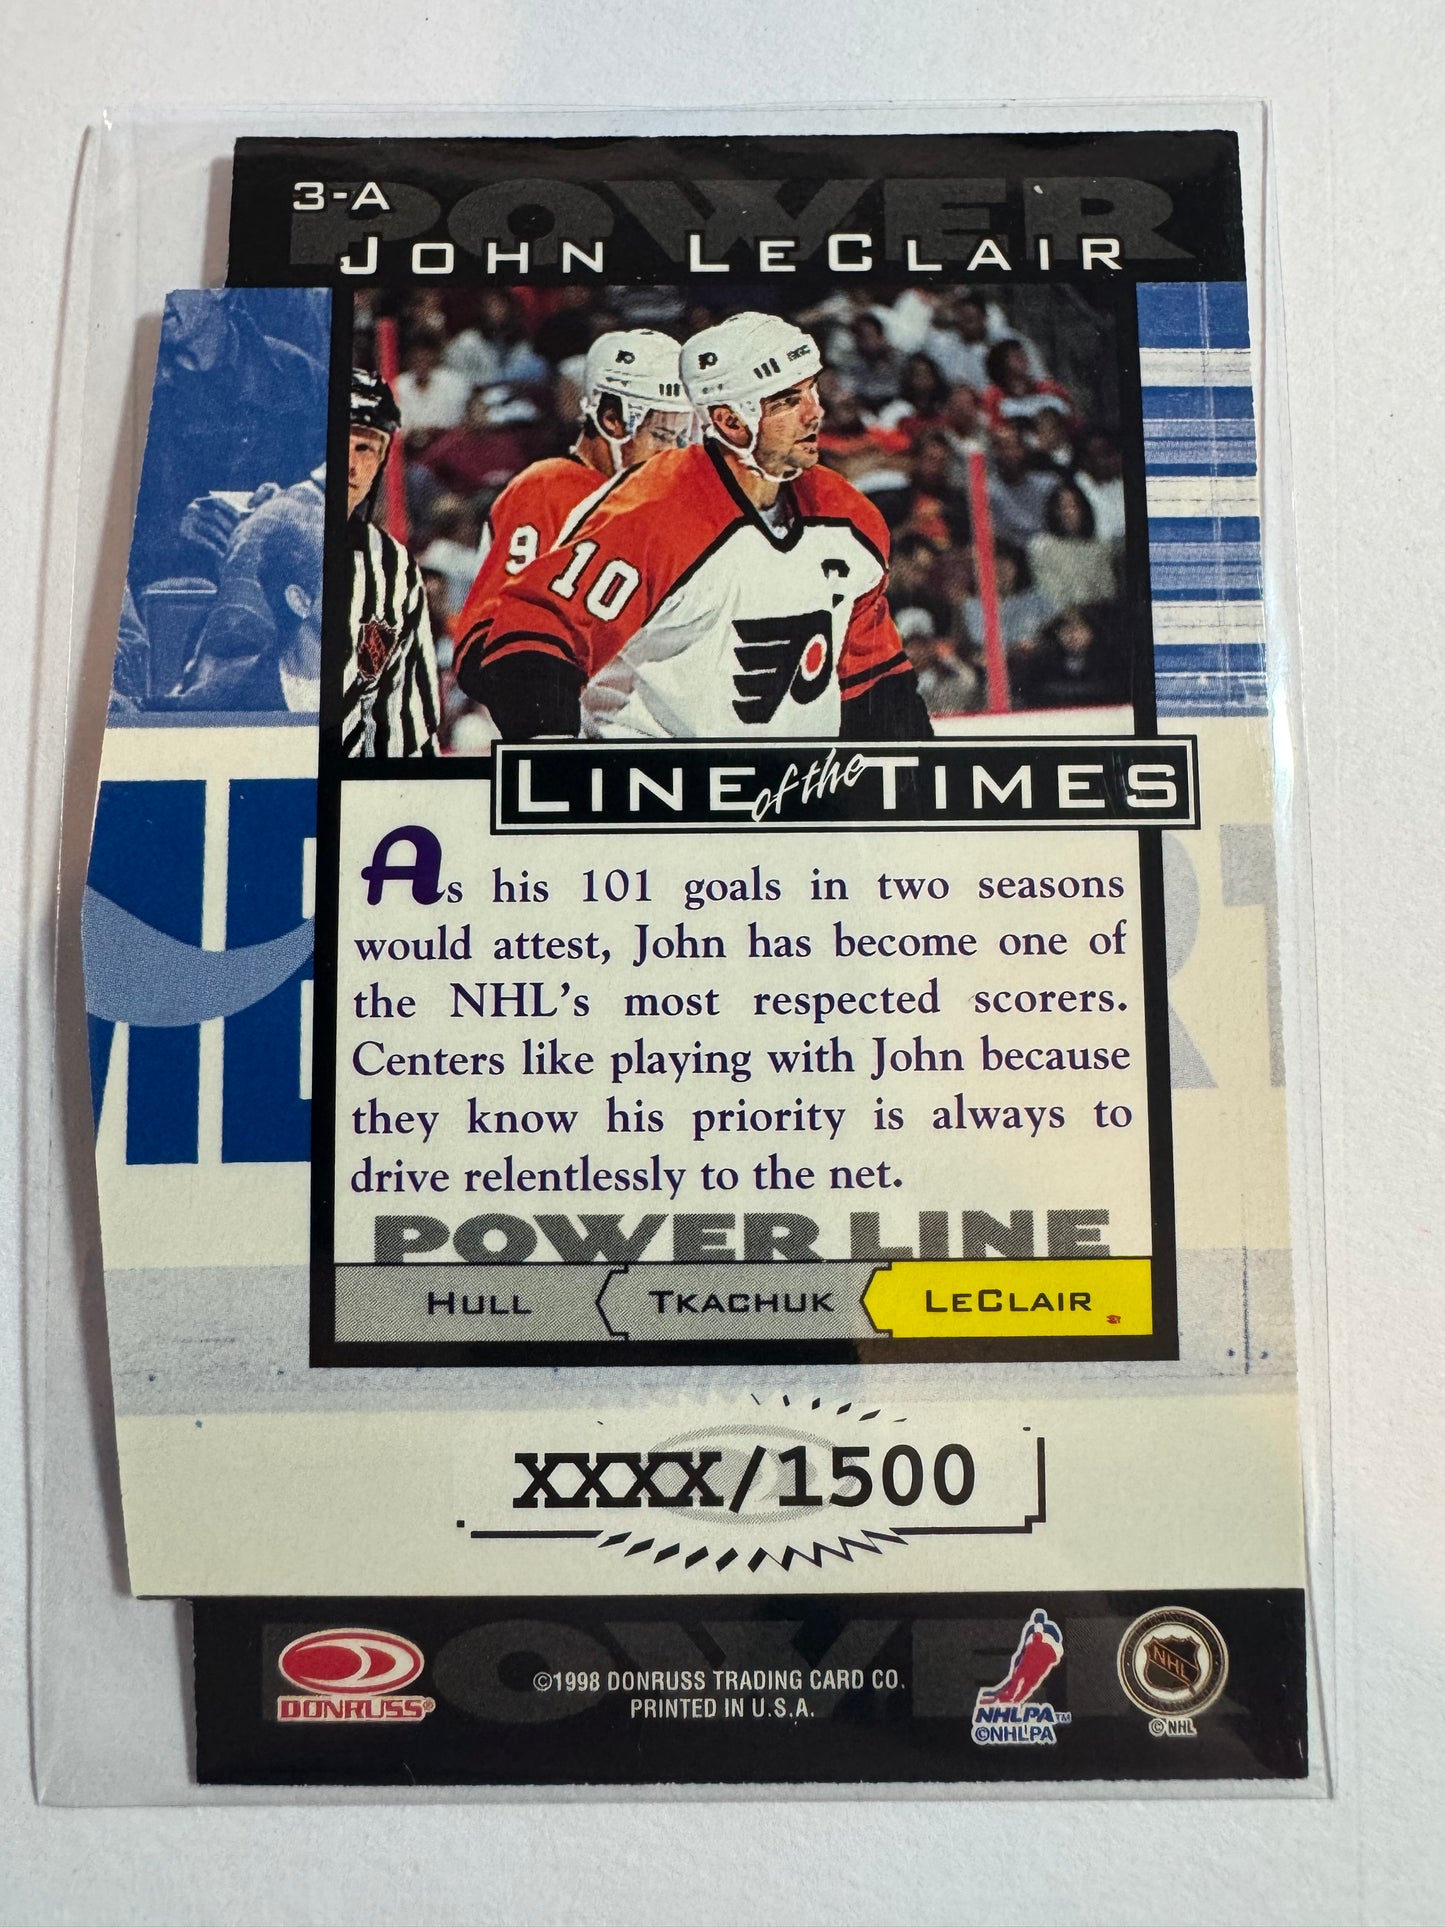 POWER
3-A
JOHN LECLAIR
9
10
LINE of the TIMES
As his 101 goals in two seasons
would attest, John has become one of
the NHL's most respected scorers.
Centers like playing with John because
they know his priority is always to
drive relentlessly to the net.
POWER LINE
HULL TKACHUK LECLAIR
XXXX/1500
POWER
DONRUSS®
©1998 DONRUSS TRADING CARD CO.
PRINTED IN U.S.A.
NHLPA™
©NHLPA
NHL
©NHL